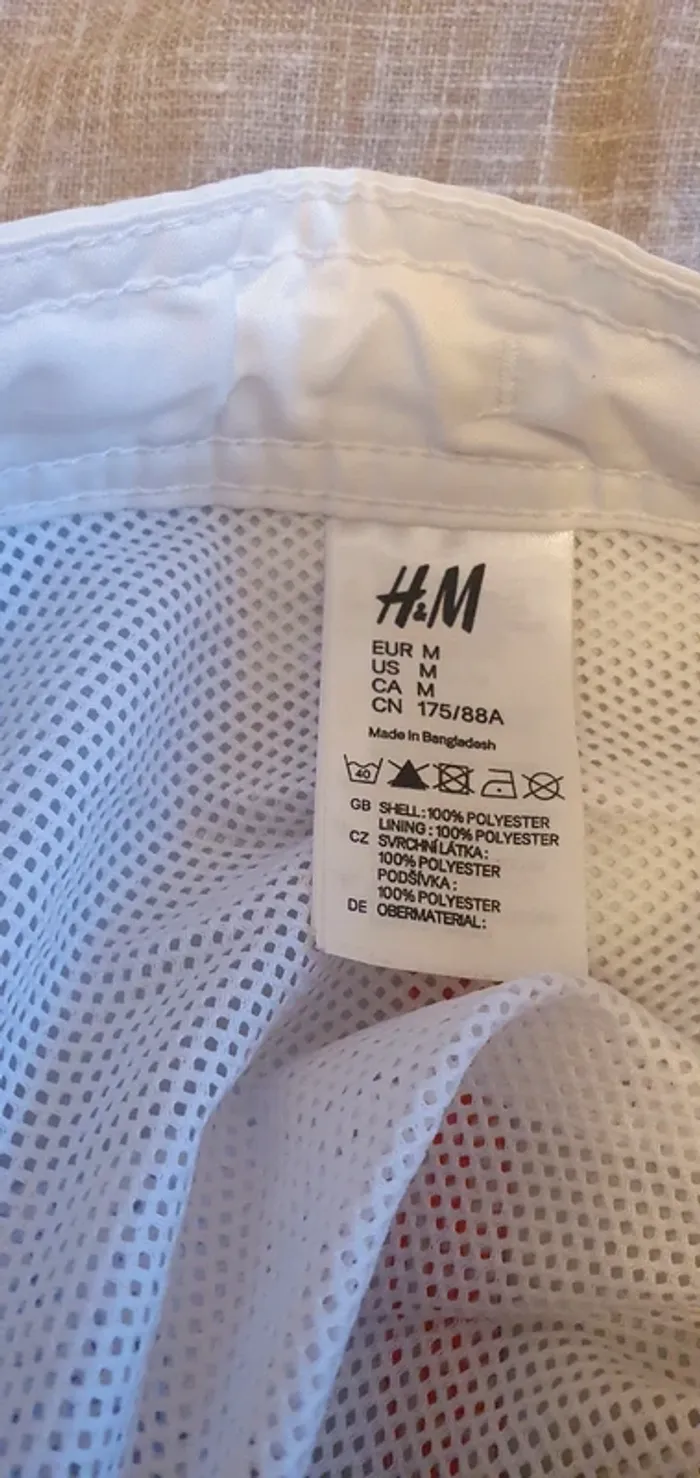 H&M
EUR M
US M
CA M
CN 175/88A
Made in Bangladesh
40
GB SHELL: 100% POLYESTER
LINING: 100% POLYESTER
CZ SVRCHNÍ LÁTKA:
100% POLYESTER
PODŠÍVKA:
100% POLYESTER
DE OBERMATERIAL: